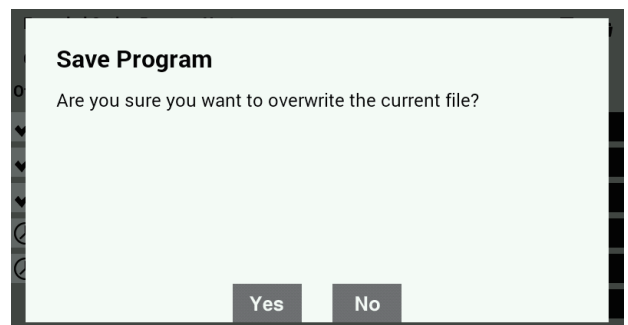 Save Program
Are you sure you want to overwrite the current file?
Yes
No